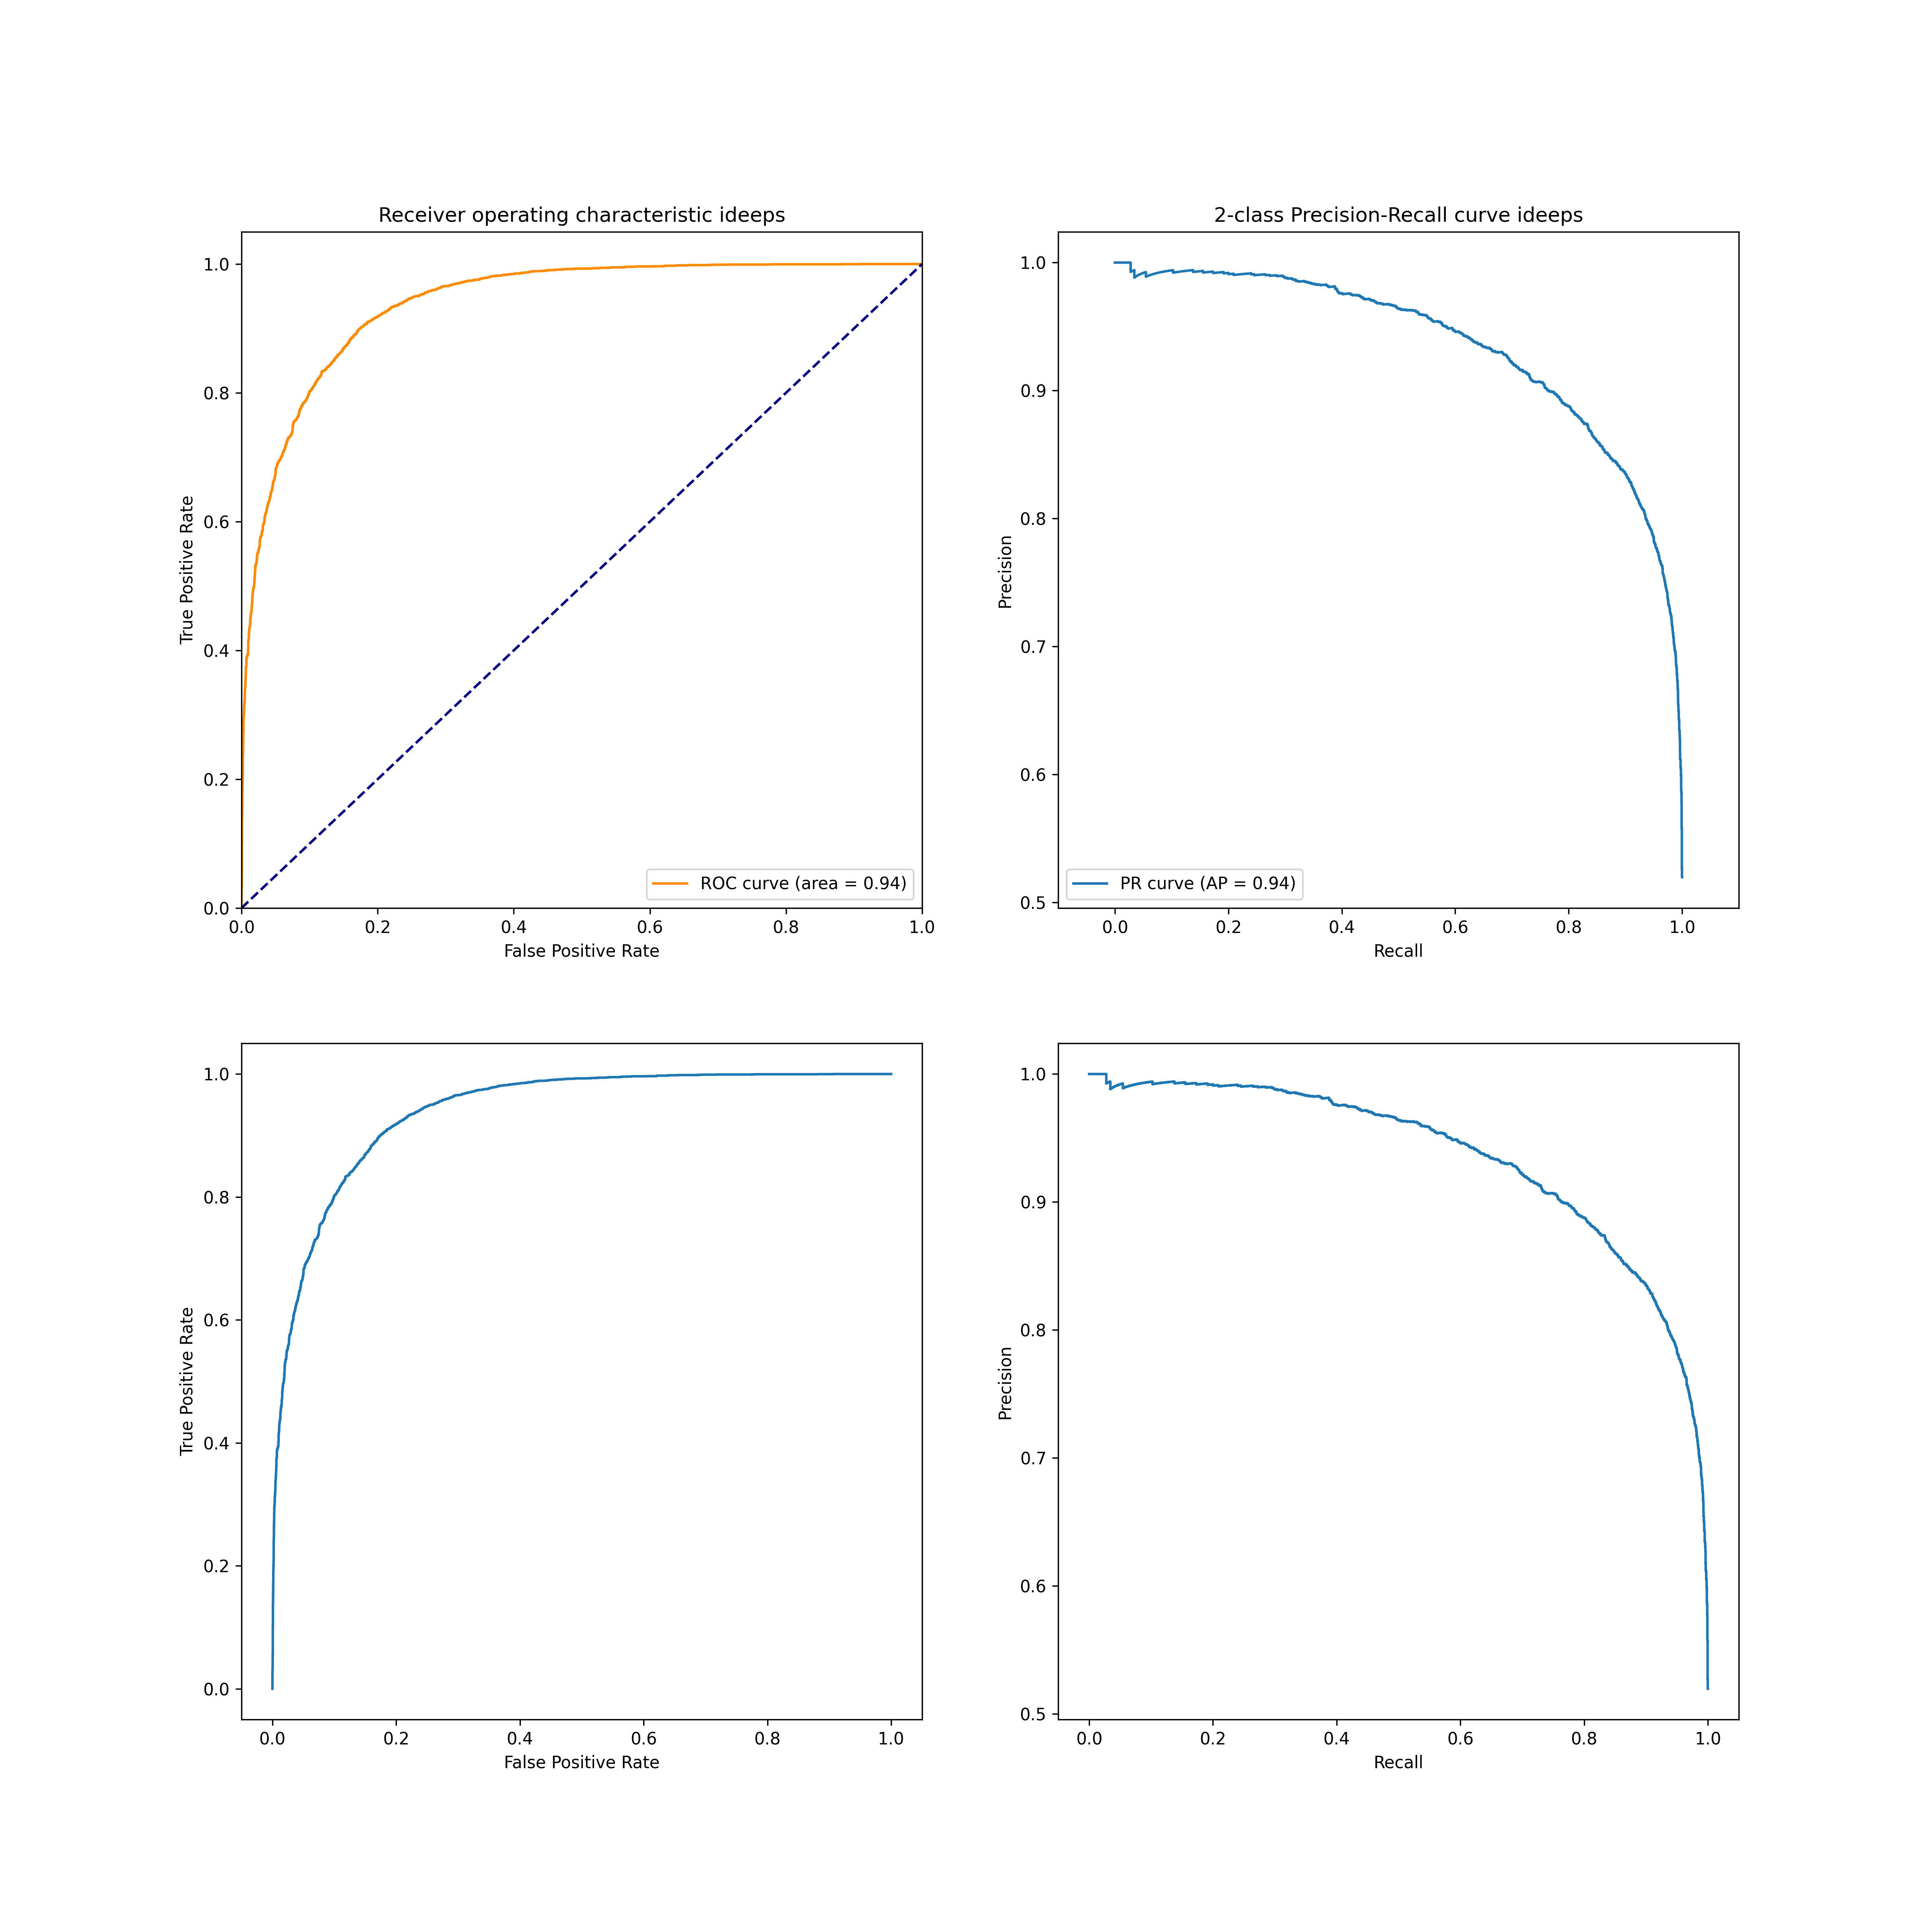 Receiver operating characteristic ideeps
1.0
0.8
0.6
0.4
0.2
0.0
True Positive Rate
ROC curve (area = 0.94)
0.0 0.2 0.4 0.6 0.8 1.0
False Positive Rate
2-class Precision-Recall curve ideeps
1.0
0.9
0.8
0.7
0.6
0.5
Precision
PR curve (AP = 0.94)
0.0 0.2 0.4 0.6 0.8 1.0
Recall
1.0
0.8
0.6
0.4
0.2
0.0
True Positive Rate
0.0 0.2 0.4 0.6 0.8 1.0
False Positive Rate
1.0
0.9
0.8
0.7
0.6
0.5
Precision
0.0 0.2 0.4 0.6 0.8 1.0
Recall